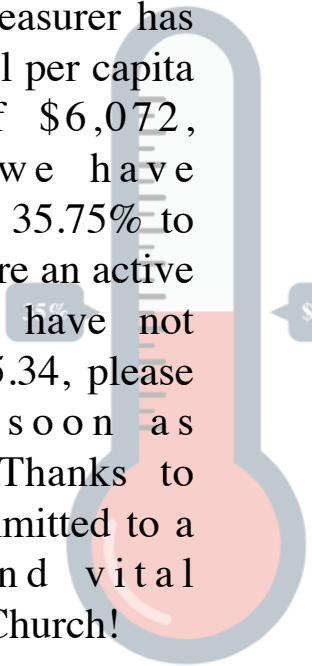 easurer has
l per capita
f $6,072,
we have
35.75% to
re an active
35%
have not
$
5.34, please
soon as
Thanks to
mitted to a
nd vital
Church!